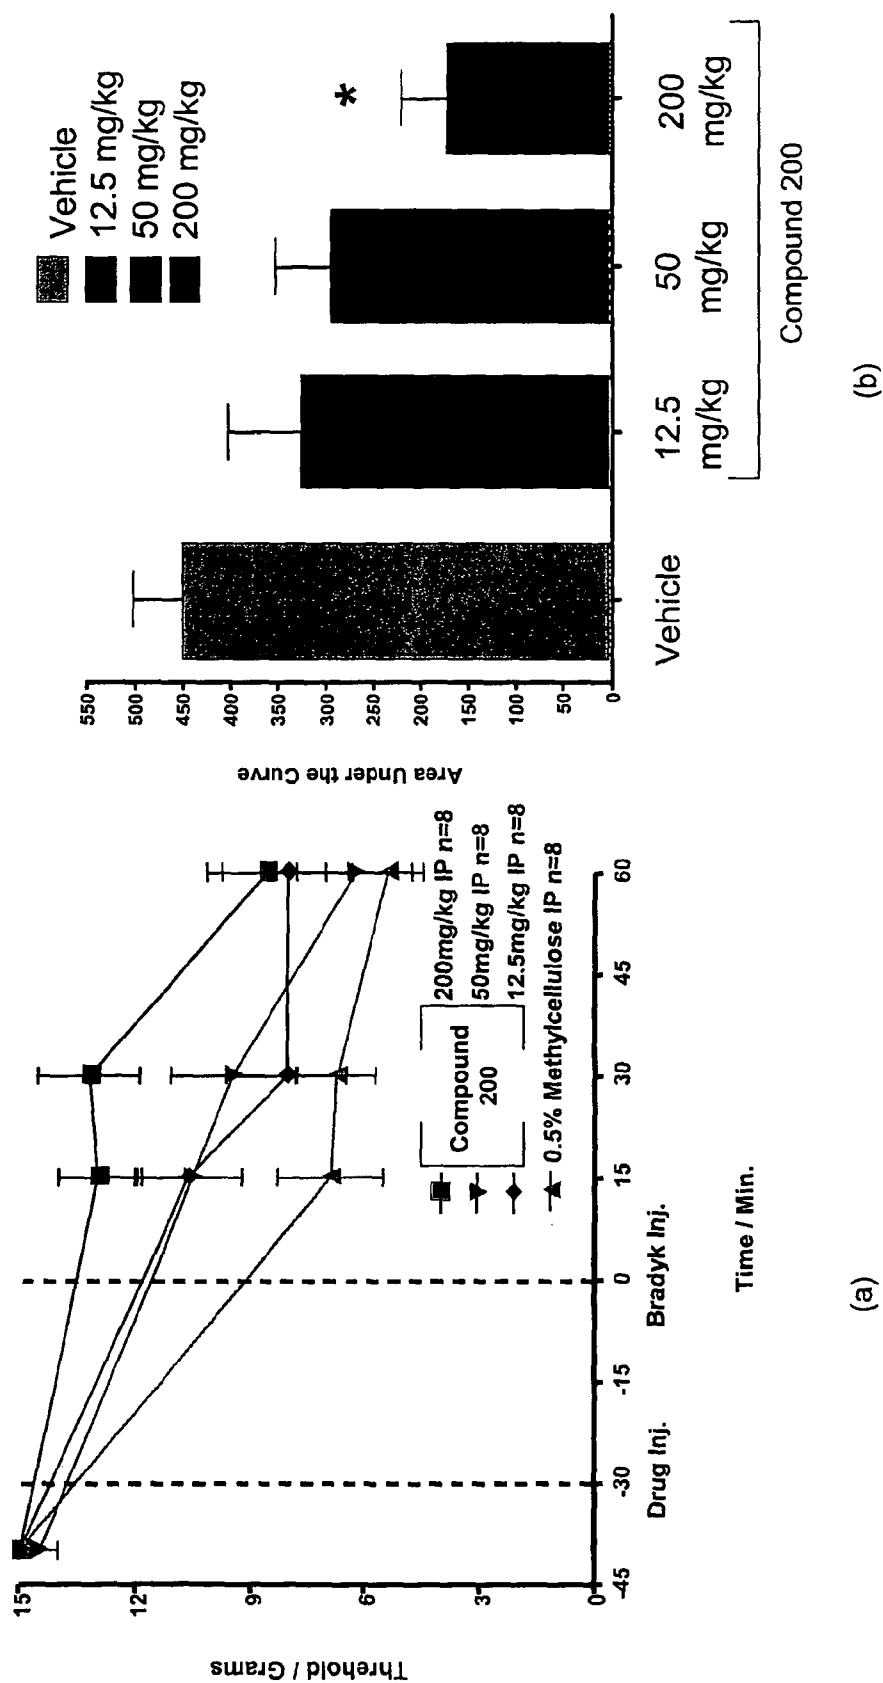 Threhold / Grams
15
12
9
6
3
0
-45
-30
-15
0
15
30
45
60
Drug Inj.
Bradyk Inj.
Time / Min.
Compound
200
200mg/kg IP n=8
50mg/kg IP n=8
12.5mg/kg IP n=8
0.5% Methylcellulose IP n=8
(a)
Area Under the Curve
550
500
450
400
350
300
250
200
150
100
50
0
Vehicle
12.5 mg/kg
50 mg/kg
200 mg/kg
*
Vehicle
12.5
mg/kg
50
mg/kg
200
mg/kg
Compound 200
(b)